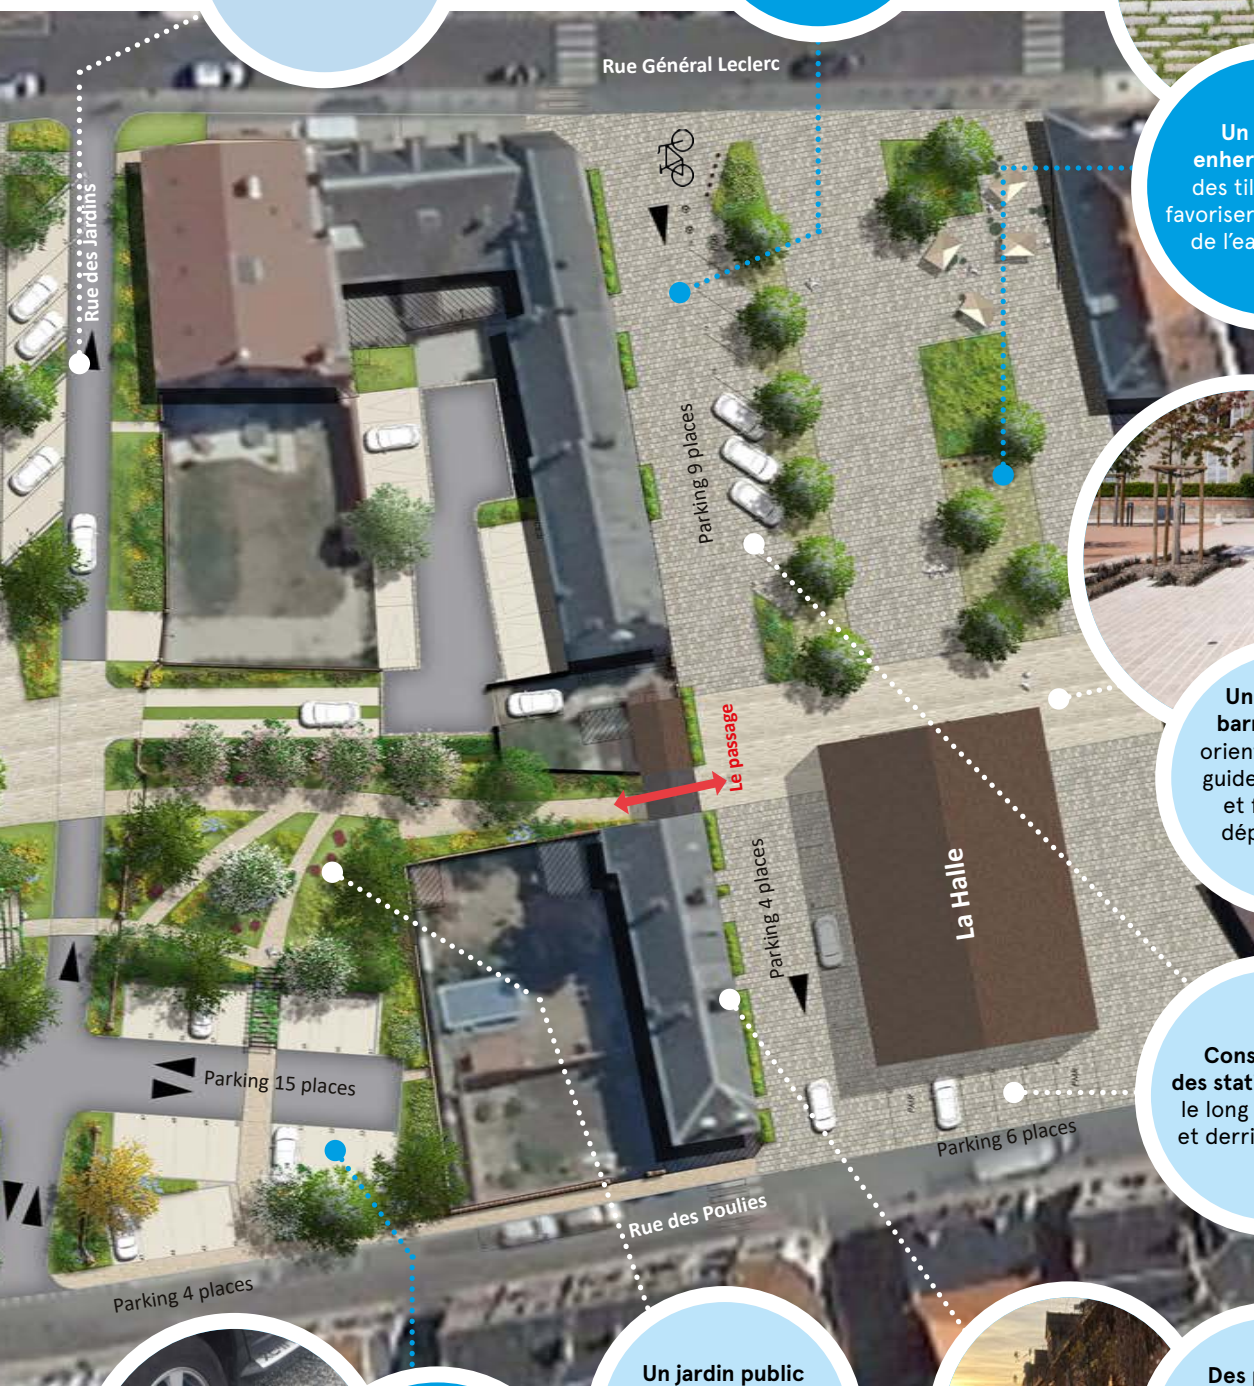 Rue Général Leclerc
Un
enher
des til
favoriser
de l'ea
Rue des Jardins
Parking 9 places
Le passage
Un
barr
orien
guide
et f
dép
Parking 4 places
La Halle
Cons
des stat
le long
et derri
Parking 15 places
PMR
PMR
Parking 6 places
Rue des Poulies
Parking 4 places
Un jardin public
Des p